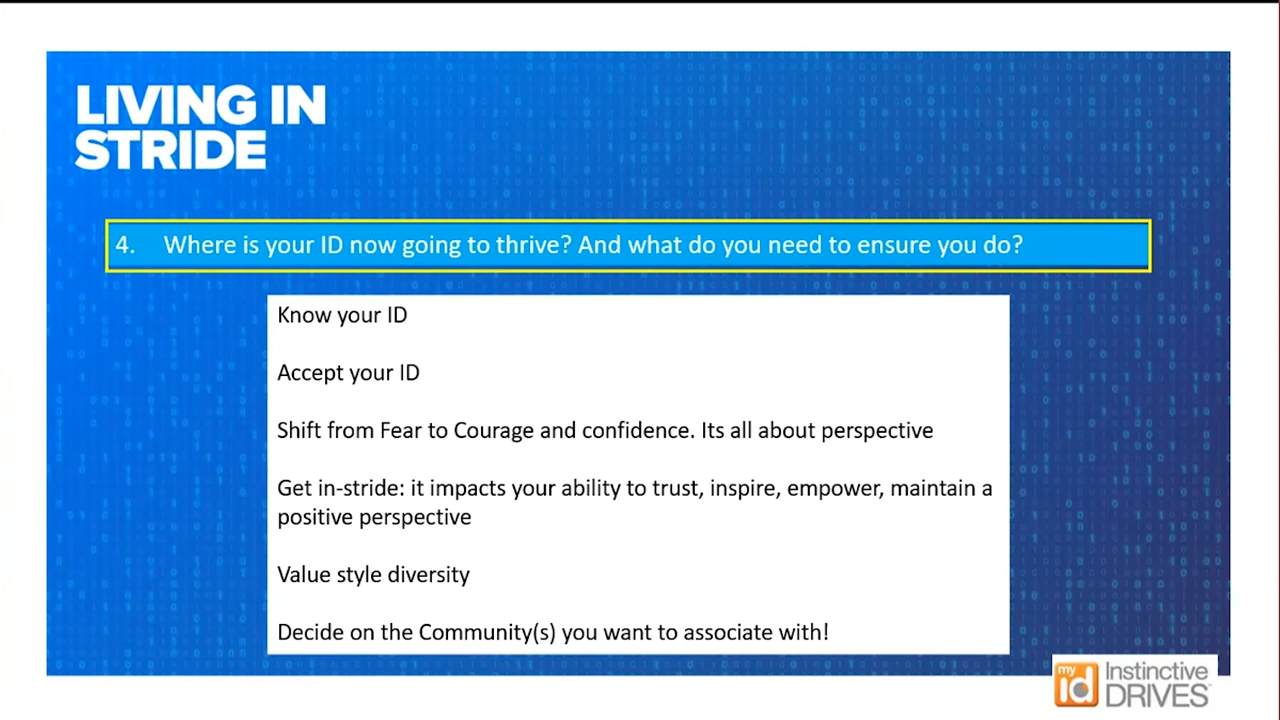 LIVING IN
STRIDE
4. Where is your ID now going to thrive? And what do you need to ensure you do?
Know your ID
Accept your ID
Shift from Fear to Courage and confidence. Its all about perspective
Get in-stride: it impacts your ability to trust, inspire, empower, maintain a
positive perspective
Value style diversity
Decide on the Community(s) you want to associate with!
my
id
Instinctive
DRIVES™